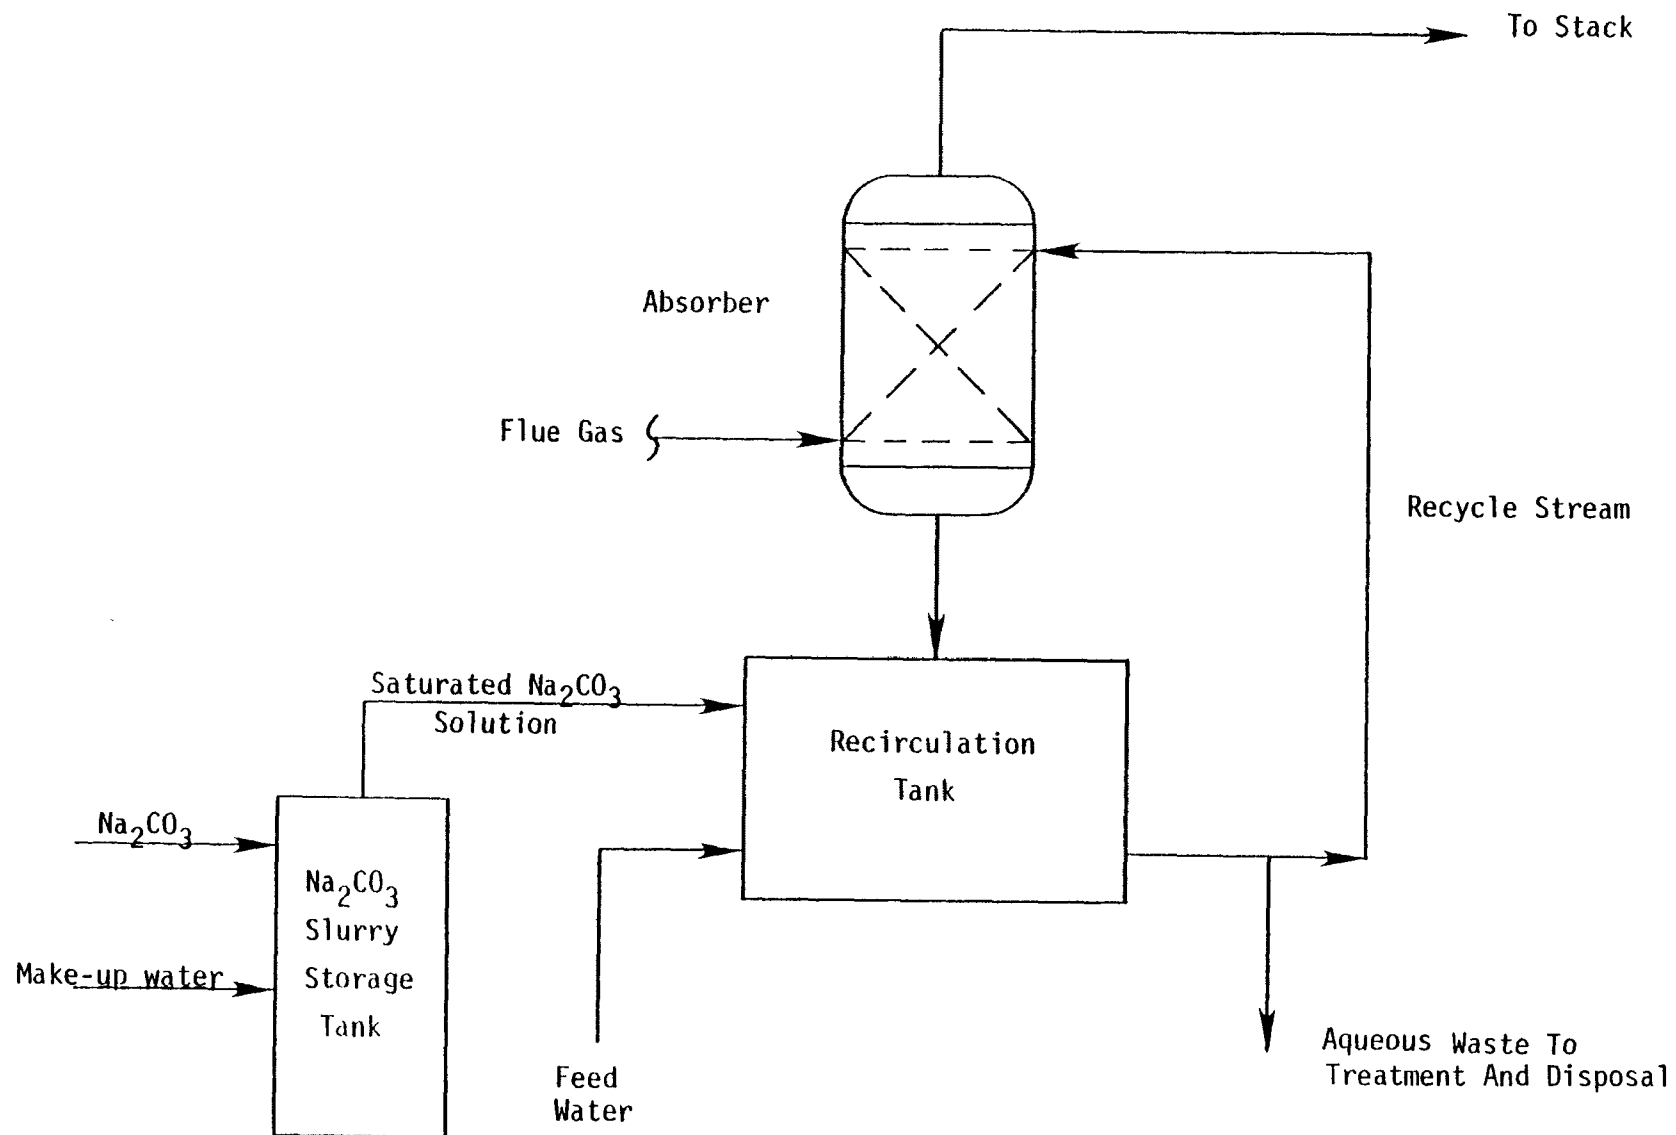 To Stack
Absorber
Flue Gas
Recycle Stream
Saturated Na₂CO₃
Solution
Recirculation
Tank
Na₂CO₃
Na₂CO₃
Slurry
Storage
Tank
Make-up water
Feed
Water
Aqueous Waste To
Treatment And Disposal